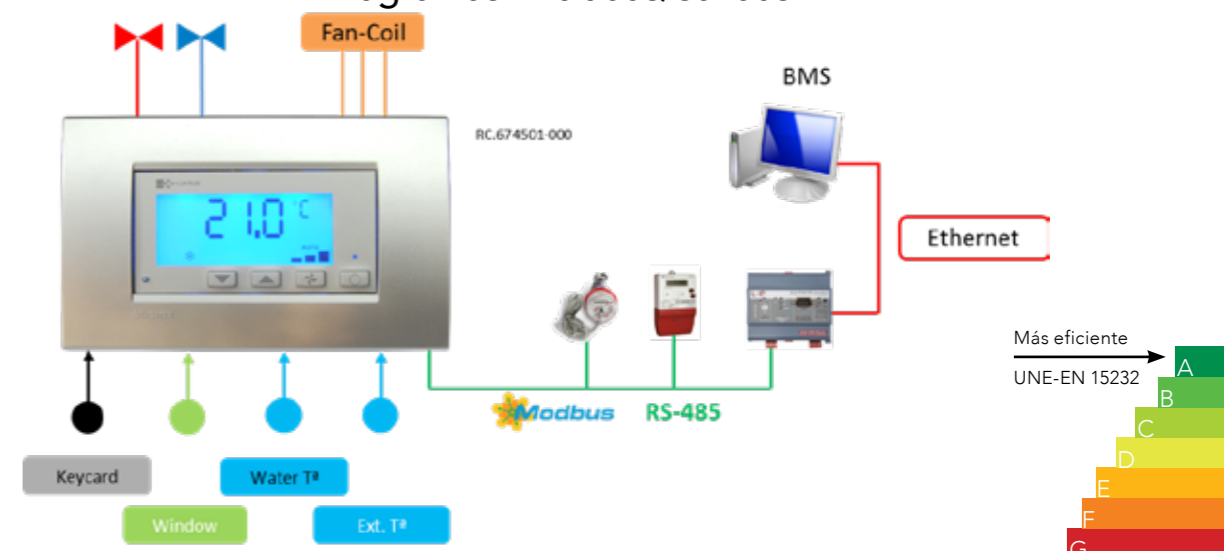 Fan-Coil
BMS
RC.674501-000
21.0 °C
AUTO
Ethernet
Más eficiente
UNE-EN 15232
A
B
C
D
E
F
G
Modbus
RS-485
Keycard
Water Tª
Window
Ext. Tª